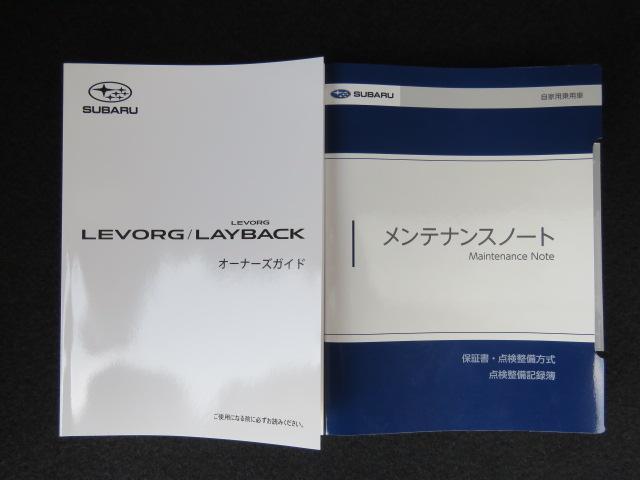 SUBARU
LEVORG
LEVORG/LAYBACK
オーナーズガイド
ご使用になる前に必ずお読みください。
SUBARU
自家用乗用車
メンテナンスノート
Maintenance Note
保証書・点検整備方式
点検整備記録簿